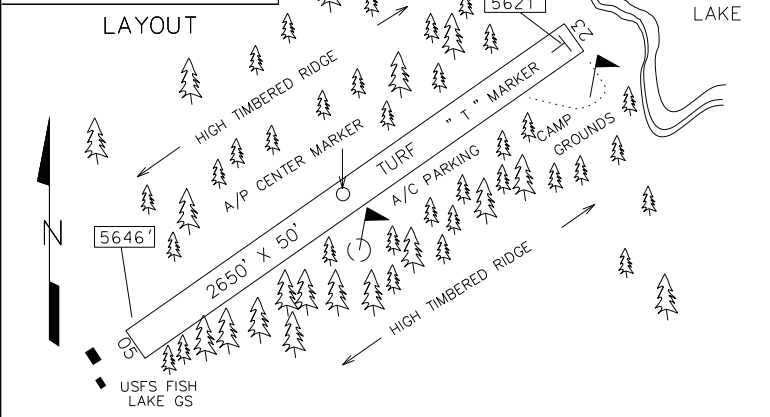 LAYOUT
5621'
LAKE
23
HIGH TIMBERED RIDGE
"T" MARKER
CAMP
GROUNDS
A/P CENTER MARKER
TURF
A/C PARKING
N
5646'
2650' X 50'
HIGH TIMBERED RIDGE
05
USFS FISH
LAKE GS